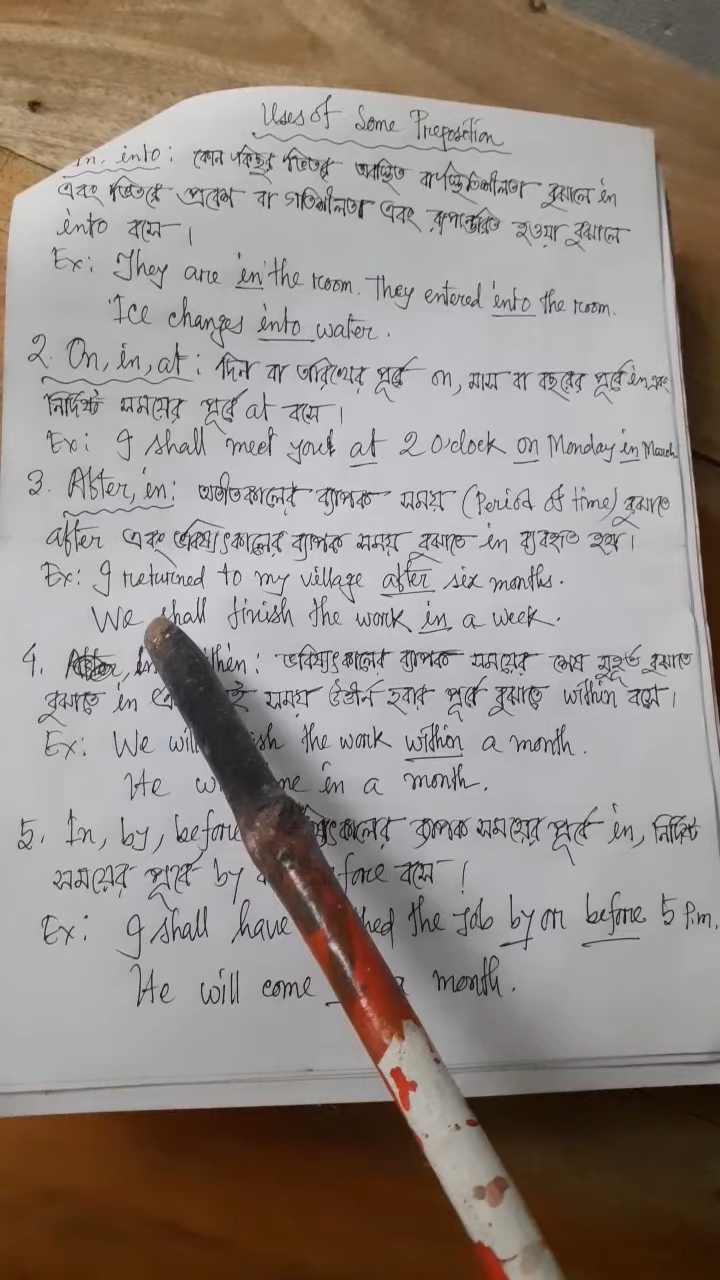 Uses of Some Preposition
In, into: কোন কিছুর ভিতর অবস্থিত বা স্থিতিশীলতা বুঝালে in
এবং ভিতরে প্রবেশ বা গতিশীলতা এবং রূপান্তরিত হওয়া বুঝালে
into বসে।
Ex: They are in the room. They entered into the room.
Ice changes into water.
2. On, in, at: দিন বা তারিখের পূর্বে on, মাস বা বছরের পূর্বে in এবং
নির্দিষ্ট সময়ের পূর্বে at বসে।
Ex: I shall meet you at 2 O'clock on Monday in March
3. After, in: অতীতকালের ব্যাপক সময় (Period of time) বুঝাতে
after এবং ভবিষ্যৎকালের ব্যাপক সময় বুঝাতে in ব্যবহৃত হয়।
Ex: I returned to my village after six months.
We shall finish the work in a week.
4. in : ভবিষ্যৎকালের ব্যাপক সময়ের শেষ মুহূর্ত বুঝাতে
বুঝাতে in সময় উত্তীর্ন হবার পূর্বে বুঝাতে within বসে।
Ex: We the work within a month.
He in a month.
5. In, by, before ব্যাপক সময়ের পূর্বে in, নির্দিষ্ট
সময়ের পূর্বে by বসে।
Ex: I shall have the Job by or before 5 P.m.
He will come month.